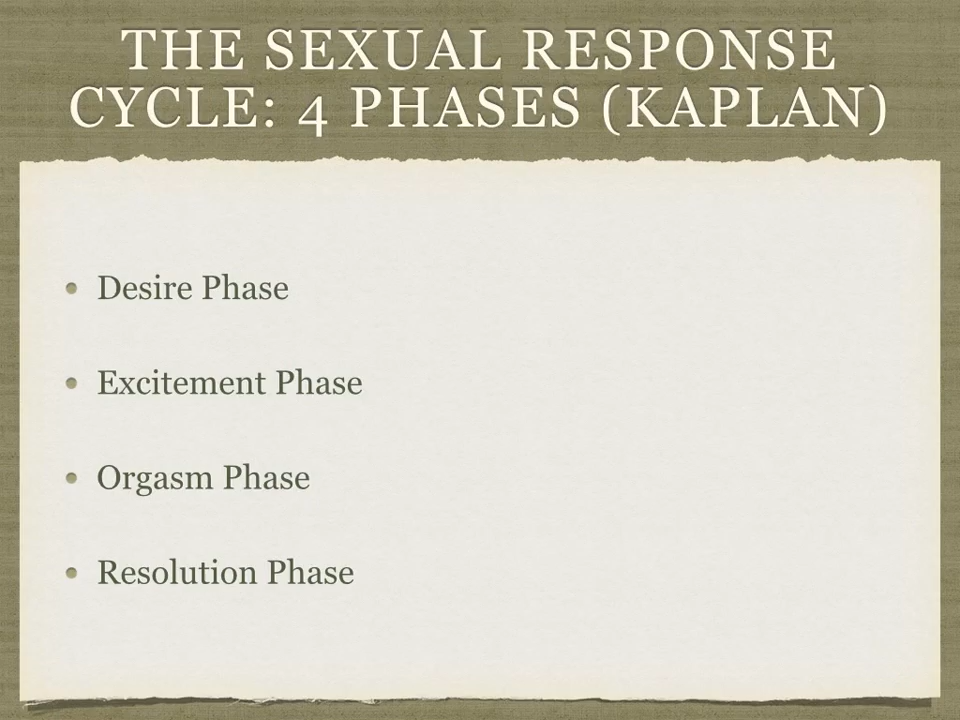 THE SEXUAL RESPONSE
CYCLE: 4 PHASES (KAPLAN)
• Desire Phase
• Excitement Phase
• Orgasm Phase
• Resolution Phase